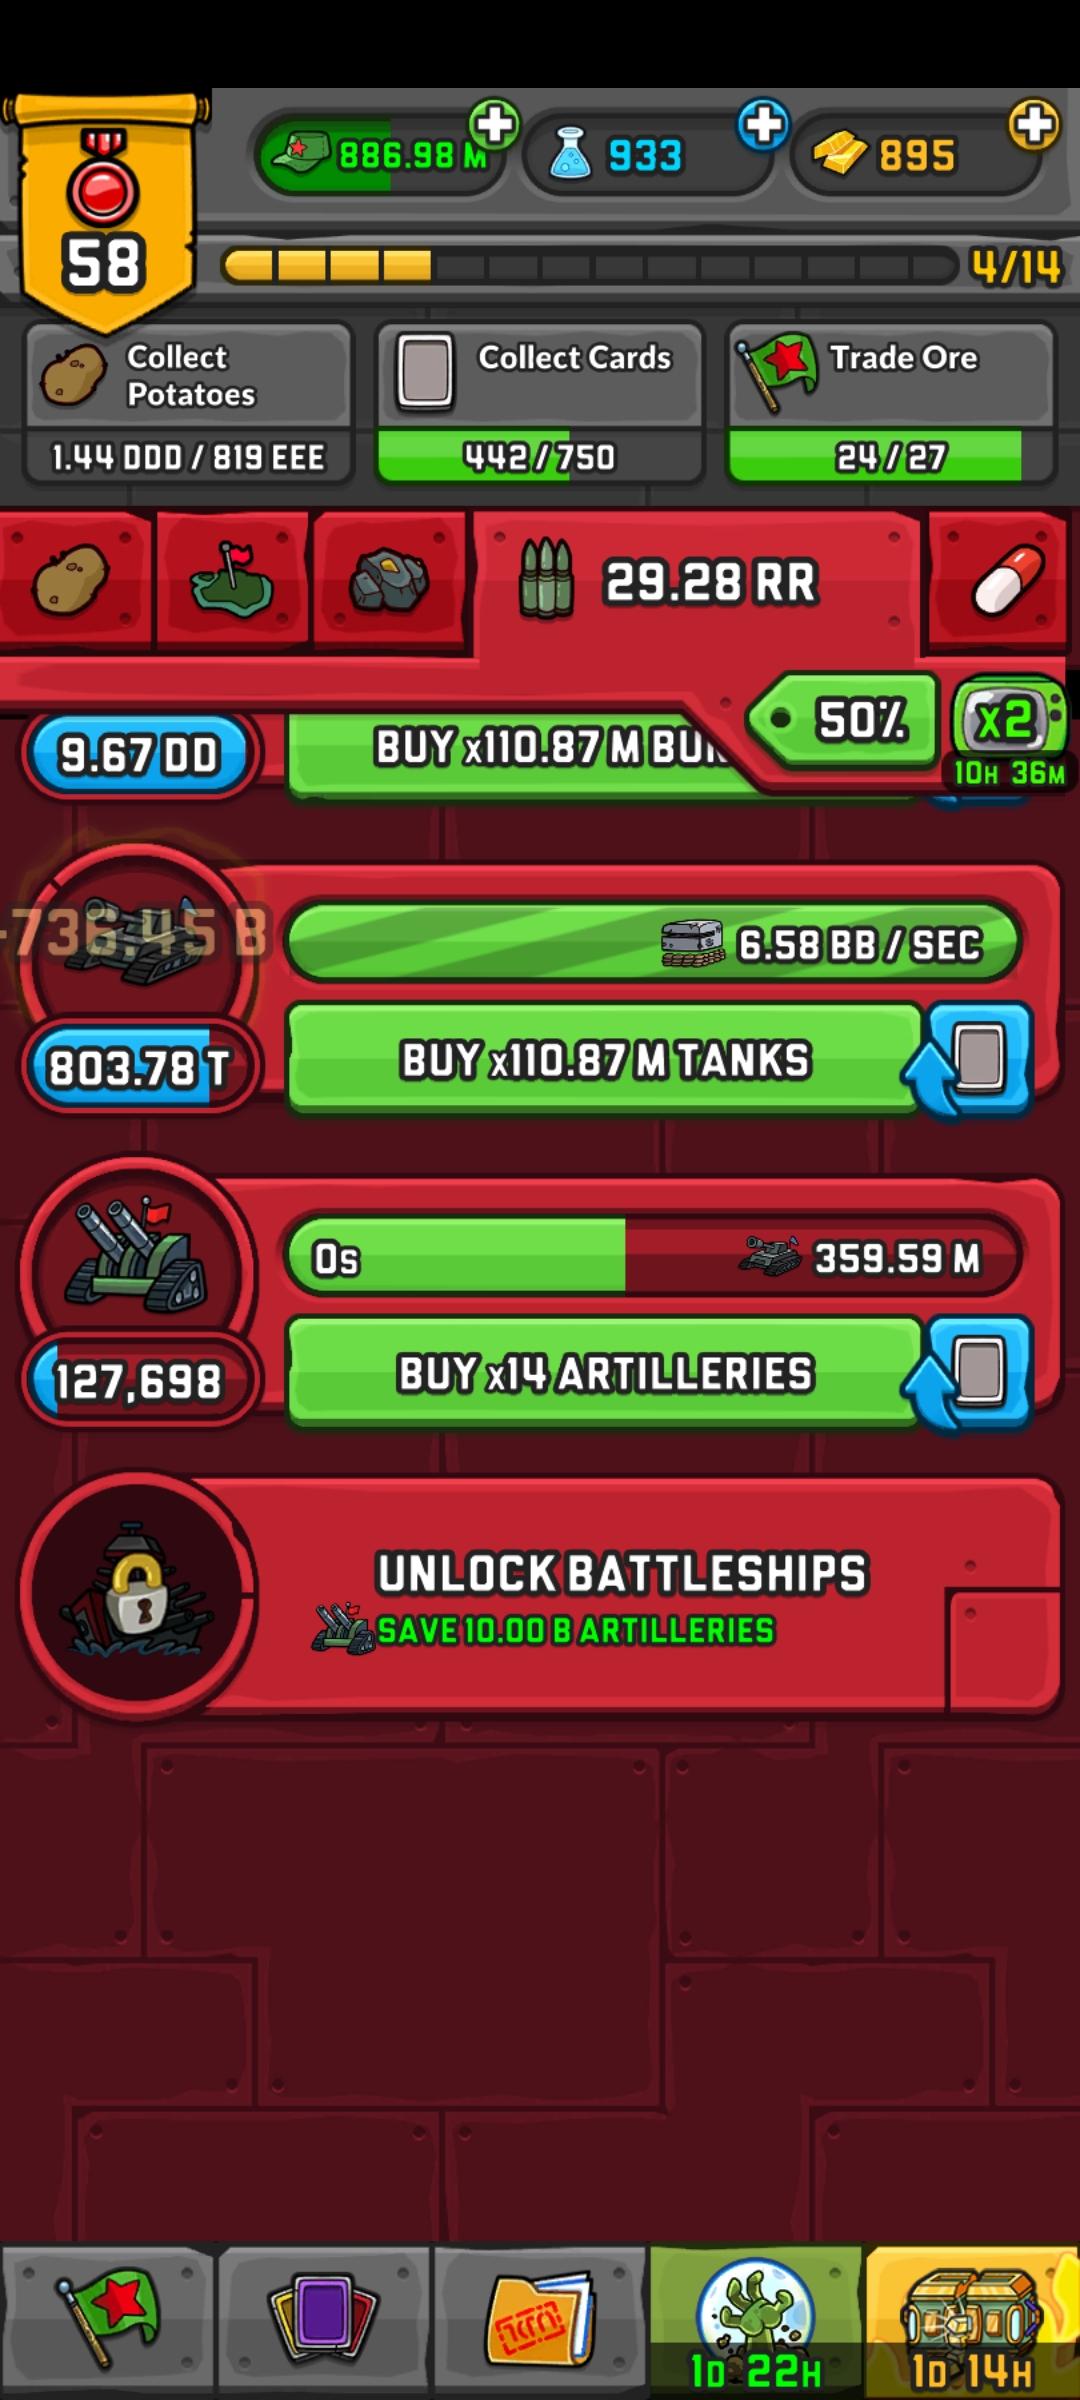 58
886.98 M
933
895
4/14
Collect
Potatoes
1.44 DDD / 819 EEE
Collect Cards
442/750
Trade Ore
24/27
29.28 RR
50%
x2
10H 36M
9.67 DD
BUY x110.87 M
-736.45 B
6.58 BB / SEC
803.78 T
BUY x110.87 M TANKS
0s
359.59 M
127,698
BUY x14 ARTILLERIES
UNLOCK BATTLESHIPS
SAVE 10.00 B ARTILLERIES
1D 22H
1D 14H